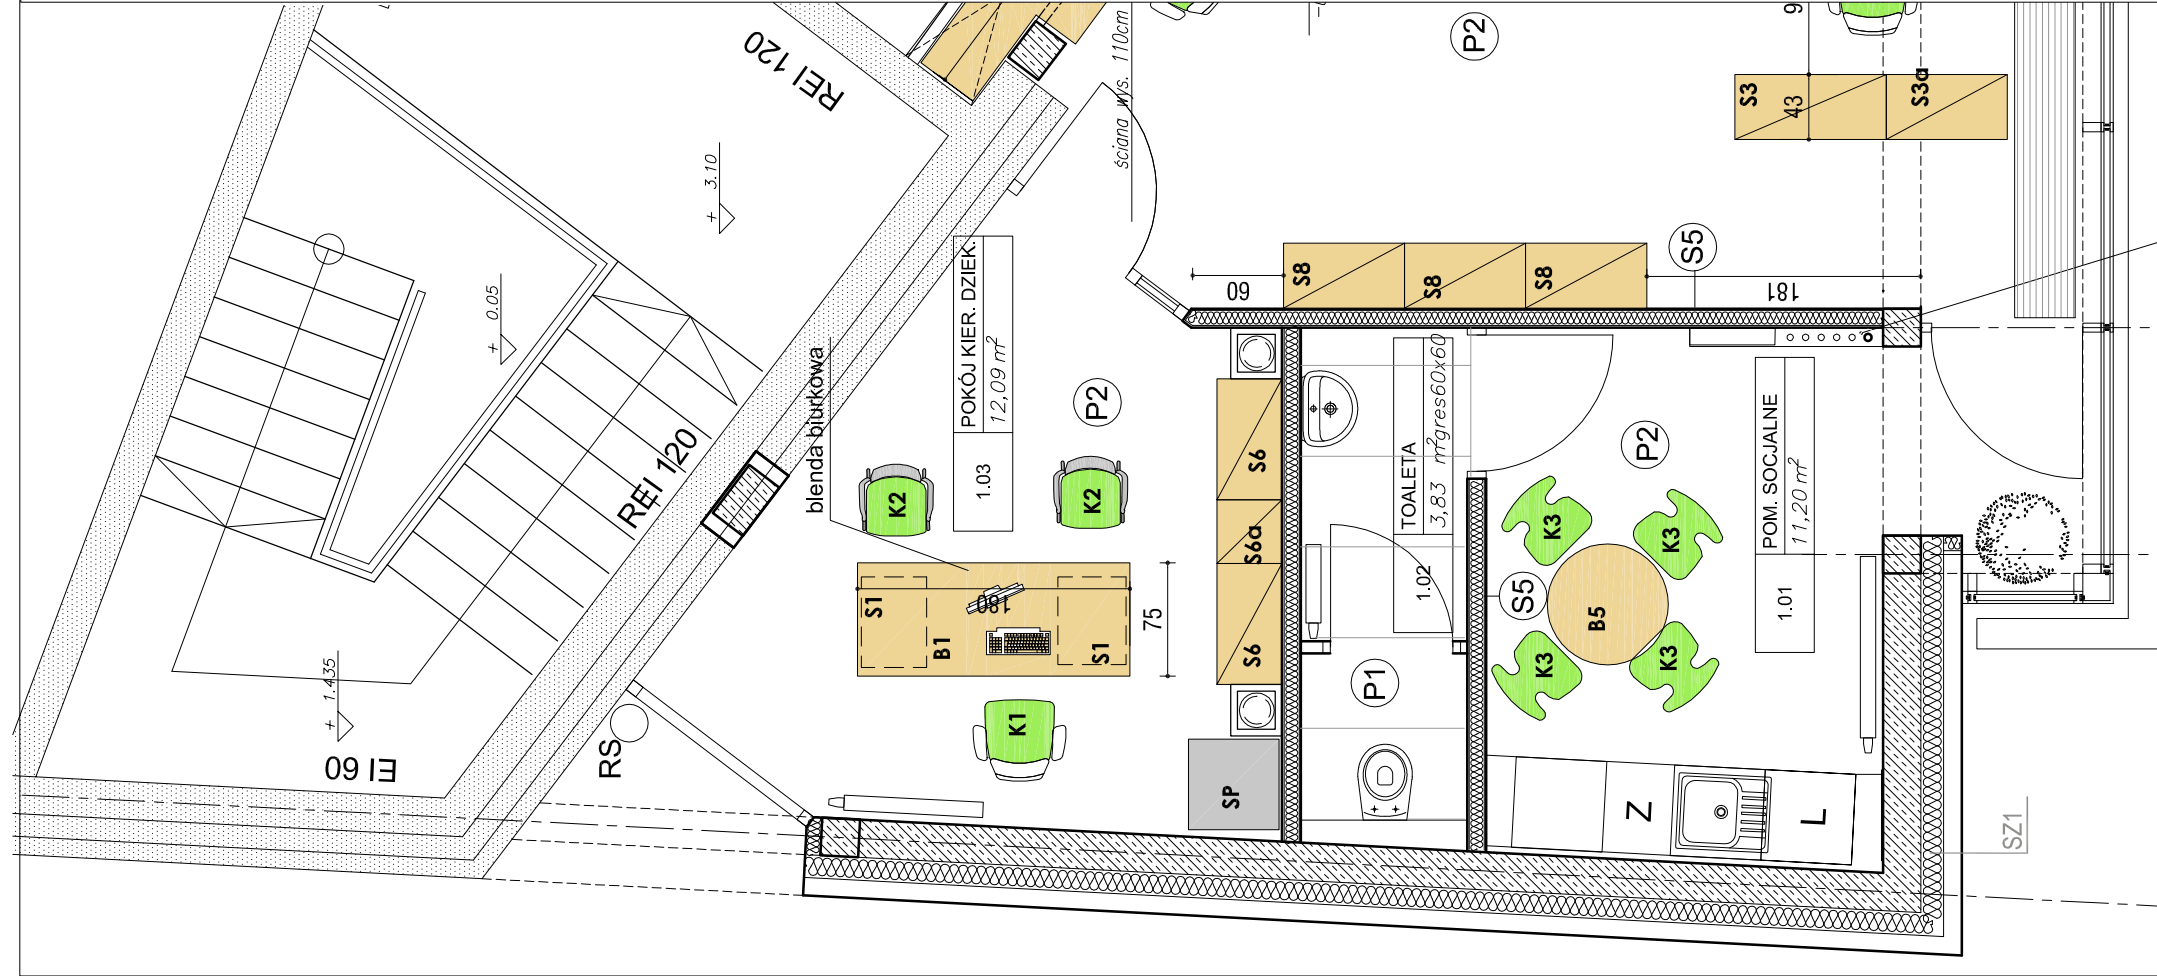 REI 120
+ 3.10
+ 0.05
+ 1.435
REI 120
EI 60
RS
ściana wys. 110cm
P2
9
S3
43
S3a
S8
S8
S8
S5
60
181
POKÓJ KIER. DZIEK.
12,09 m²
1.03
P2
blenda biurkowa
K2
K2
S1
180
B1
S1
75
K1
S6
S6a
S6
SP
TOALETA
3,83 m²gres60x60
1.02
P1
S5
P2
POM. SOCJALNE
11,20 m²
1.01
K3
K3
K3
K3
B5
Z
L
SZ1